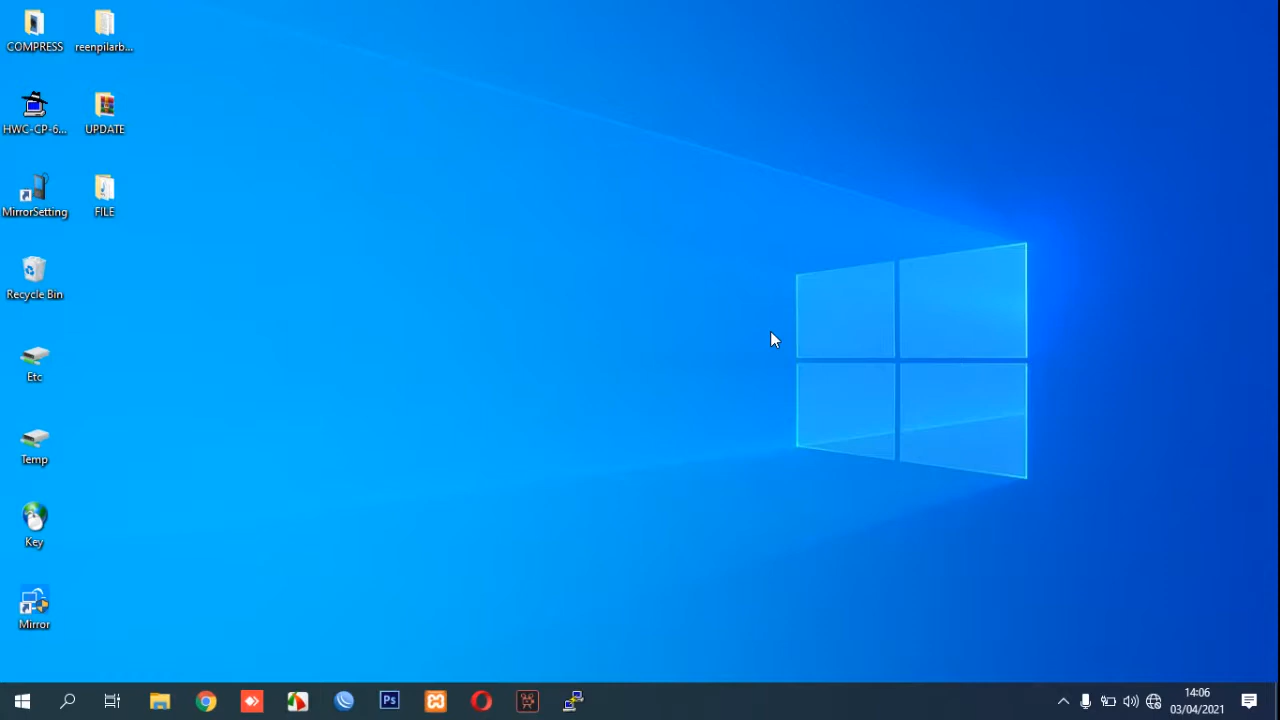 COMPRESS
reenpilarb...
HWC-CP-6...
UPDATE
MirrorSetting
FILE
Recycle Bin
Etc
Temp
Key
Mirror
Ps
14:06
03/04/2021